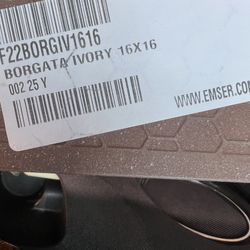 F22BORGIV1616
BORGATA IVORY 16X16
002 25 Y
WWW.EMSER.COM